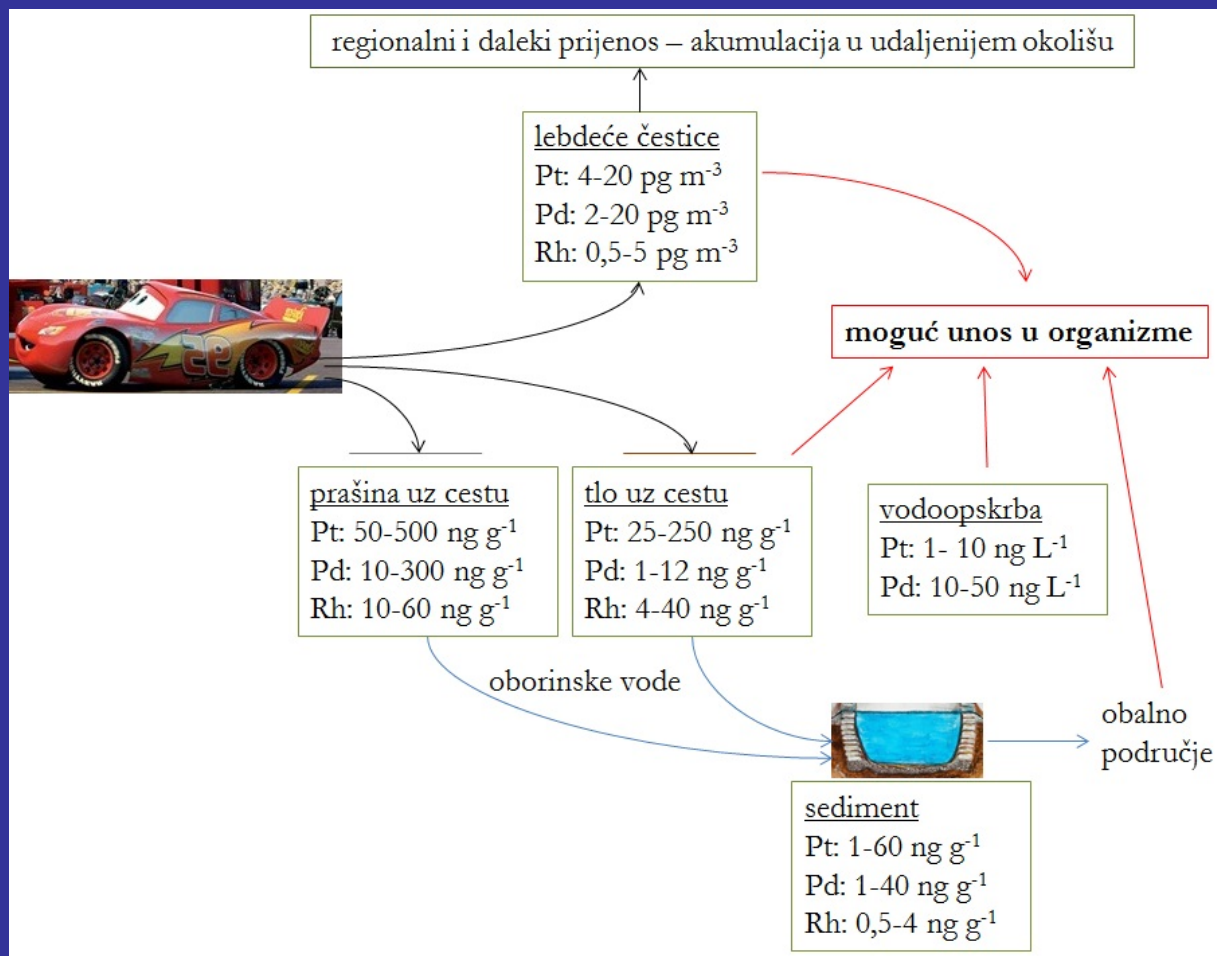 regionalni i daleki prijenos – akumulacija u udaljenijem okolišu
lebdeće čestice
Pt: 4-20 pg m⁻³
Pd: 2-20 pg m⁻³
Rh: 0,5-5 pg m⁻³
moguć unos u organizme
prašina uz cestu
Pt: 50-500 ng g⁻¹
Pd: 10-300 ng g⁻¹
Rh: 10-60 ng g⁻¹
tlo uz cestu
Pt: 25-250 ng g⁻¹
Pd: 1-12 ng g⁻¹
Rh: 4-40 ng g⁻¹
vodoopskrba
Pt: 1- 10 ng L⁻¹
Pd: 10-50 ng L⁻¹
oborinske vode
obalno
područje
sediment
Pt: 1-60 ng g⁻¹
Pd: 1-40 ng g⁻¹
Rh: 0,5-4 ng g⁻¹